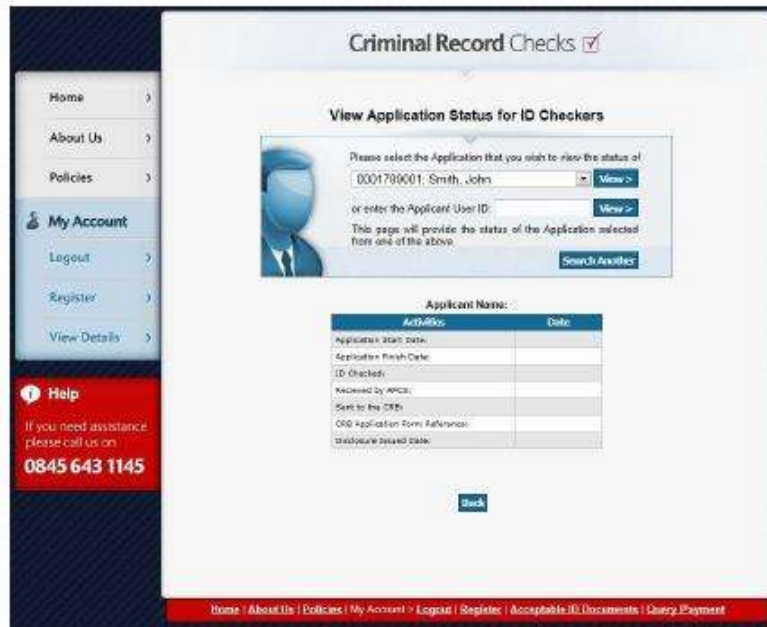 Criminal Record Checks
Home
About Us
Policies
My Account
Logout
Register
View Details
Help
If you need assistance
please call us on
0845 643 1145
View Application Status for ID Checkers
Please select the Application that you wish to view the status of
0001799001: Smith, John
View >
or enter the Applicant User ID:
View >
This page will provide the status of the Application selected
from one of the above.
Search Another
Applicant Name:
Activities Date
Application Start Date:
Application Finish Date:
ID Checked:
Received by APCS:
Sent to the CRB:
CRB Application Form Reference:
Disclosure Issued Date:
Back
Home | About Us | Policies | My Account > Logout | Register | Acceptable ID Documents | Query Payment